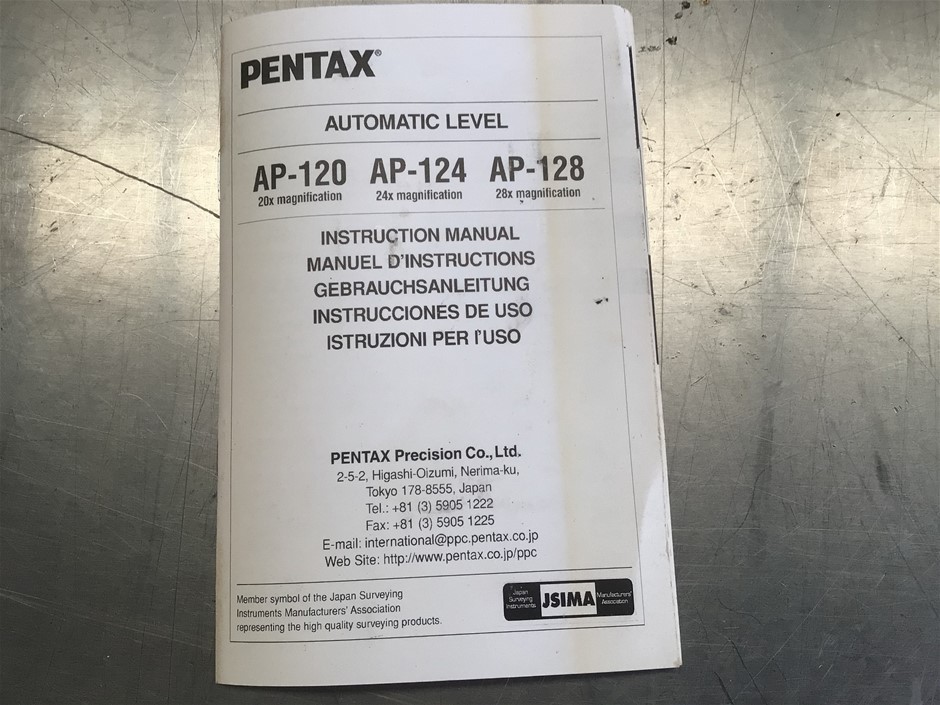 PENTAX®
AUTOMATIC LEVEL
AP-120 AP-124 AP-128
20x magnification 24x magnification 28x magnification
INSTRUCTION MANUAL
MANUEL D'INSTRUCTIONS
GEBRAUCHSANLEITUNG
INSTRUCCIONES DE USO
ISTRUZIONI PER l'USO
PENTAX Precision Co., Ltd.
2-5-2, Higashi-Oizumi, Nerima-ku,
Tokyo 178-8555, Japan
Tel.: +81 (3) 5905 1222
Fax: +81 (3) 5905 1225
E-mail: international@ppc.pentax.co.jp
Web Site: http://www.pentax.co.jp/ppc
Member symbol of the Japan Surveying
Instruments Manufacturers' Association
representing the high quality surveying products.
Japan
Surveying
Instruments
JSIMA
Manufacturers'
Association